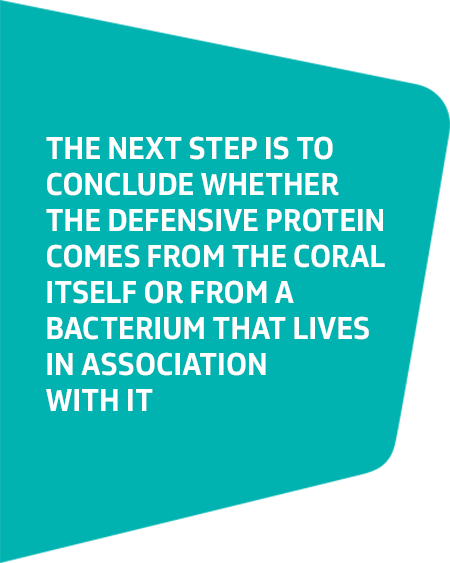 THE NEXT STEP IS TO
CONCLUDE WHETHER
THE DEFENSIVE PROTEIN
COMES FROM THE CORAL
ITSELF OR FROM A
BACTERIUM THAT LIVES
IN ASSOCIATION
WITH IT